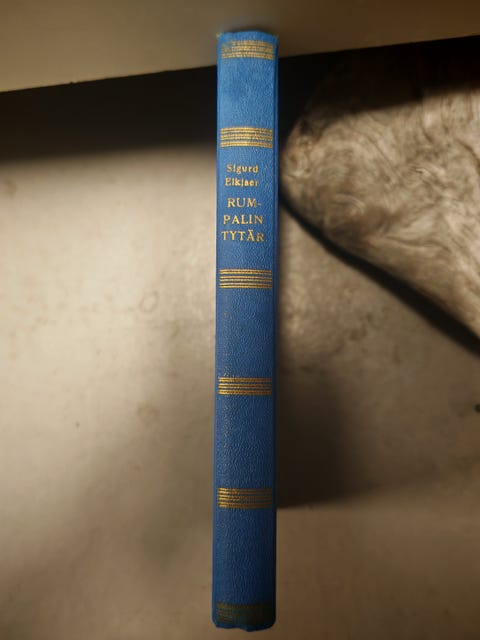 Sigurd
Elkjaer
RUM-
PALIN
TYTÄR